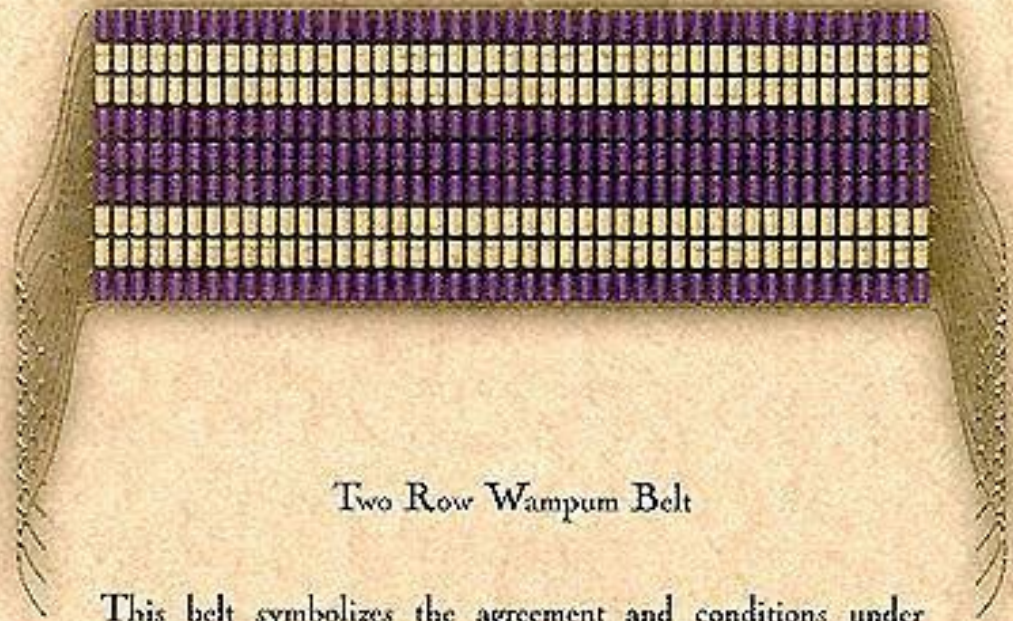 Two Row Wampum Belt
This belt symbolizes the agreement and conditions under